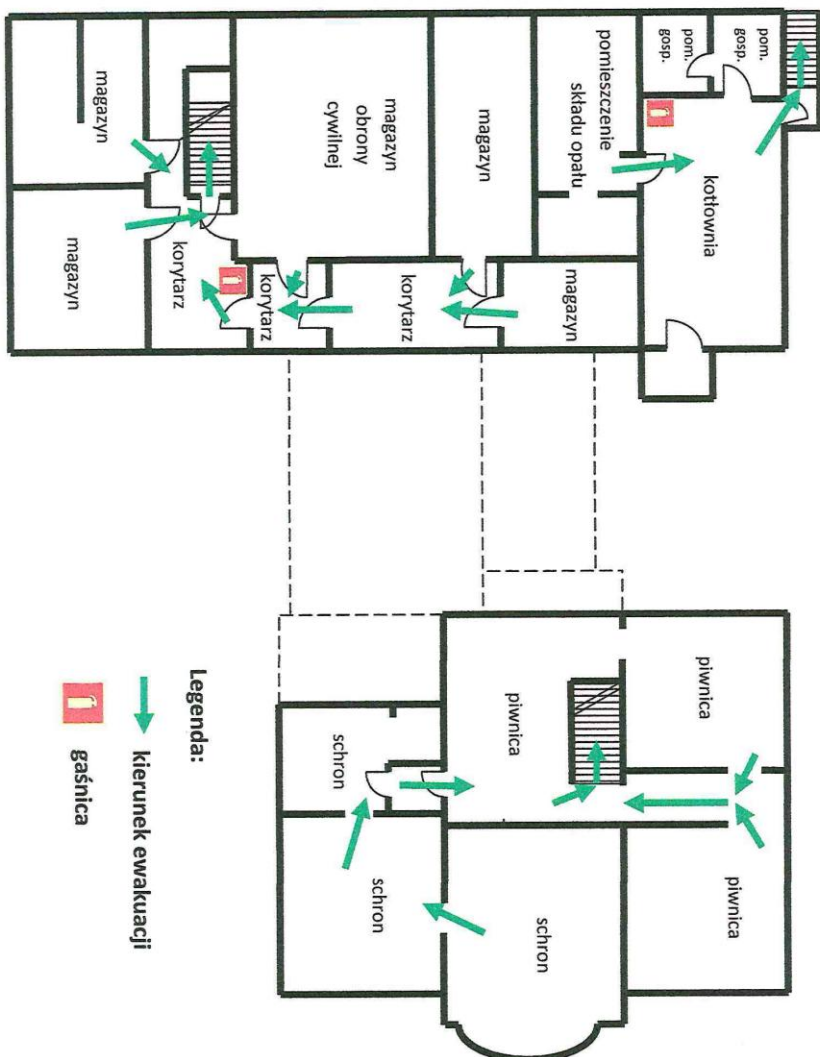 magazyn
magazyn
korytarz
magazyn
obrony
cywilnej
korytarz
magazyn
korytarz
pomieszczenie
składu opału
magazyn
pom.
gosp.
pom.
gosp.
kotłownia
schron
schron
piwnica
schron
piwnica
piwnica
Legenda:
kierunek ewakuacji
gaśnica